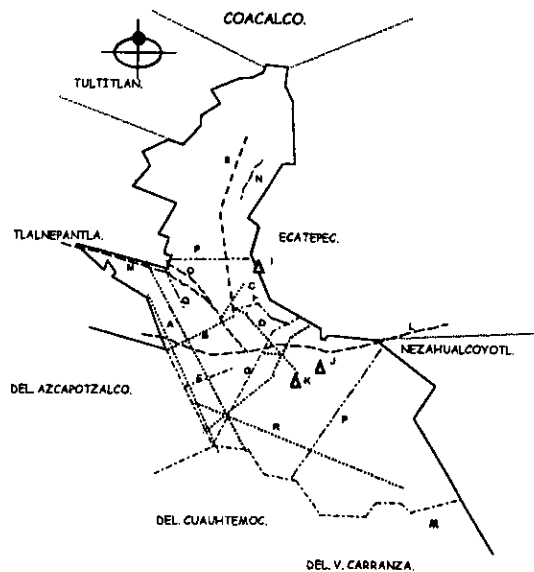 COACALCO.
TULTITLAN.
B
N
ECATEPEC.
TLALNEPANTLA.
P
I
M
O
C
Q
A
B
D
L
J
NEZAHUALCOYOTL.
DEL. AZCAPOTZALCO.
E
G
K
R
P
DEL. CUAUHTEMOC.
M
DEL. V. CARRANZA.